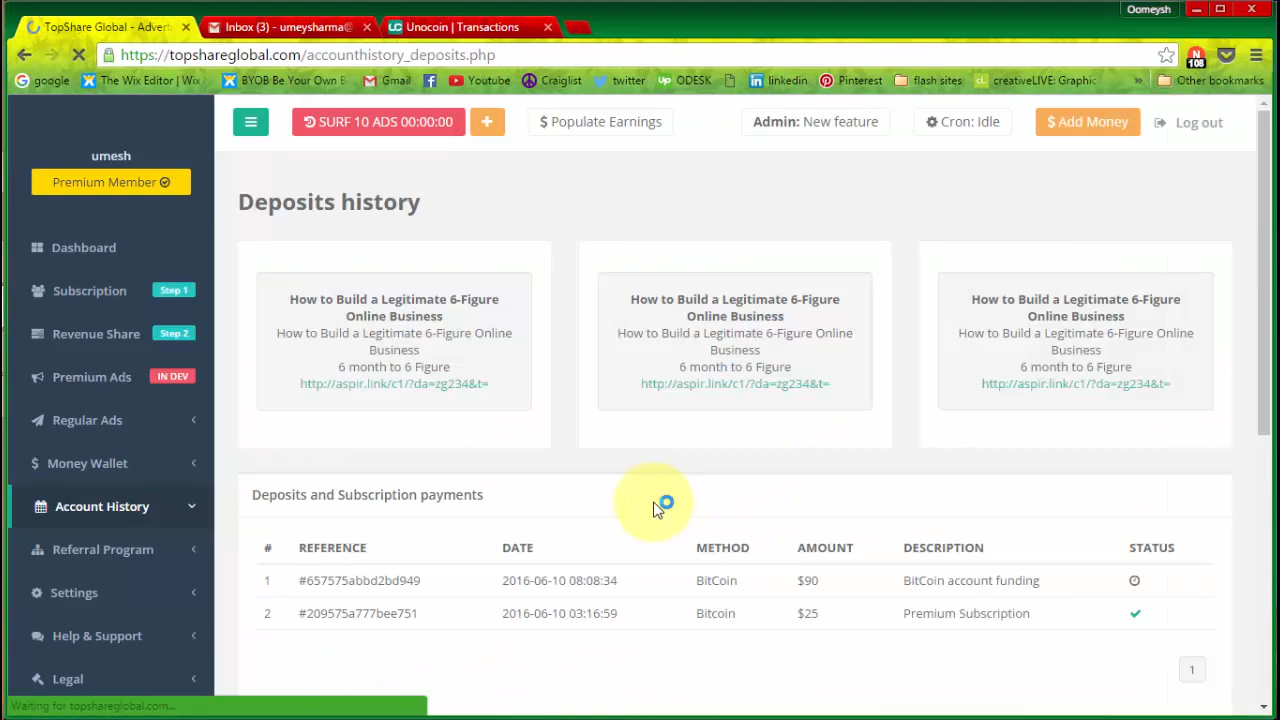 Oomeysh
TopShare Global - Advert
Inbox (3) - umeysharma@
Unocoin | Transactions
https://topshareglobal.com/accounthistory_deposits.php
108
google
The Wix Editor | Wix
BYOB Be Your Own B
Gmail
Youtube
Craiglist
twitter
Up ODESK
linkedin
Pinterest
flash sites
CL creativeLIVE: Graphic
» Other bookmarks
SURF 10 ADS 00:00:00
+
$ Populate Earnings
Admin: New feature
Cron: Idle
$ Add Money
Log out
umesh
Premium Member
Dashboard
Subscription Step 1
Revenue Share Step 2
Premium Ads IN DEV
Regular Ads
$ Money Wallet
Account History
Referral Program
Settings
Help & Support
Legal
Deposits history
How to Build a Legitimate 6-Figure
Online Business
How to Build a Legitimate 6-Figure Online
Business
6 month to 6 Figure
http://aspir.link/c1/?da=zg234&t=
How to Build a Legitimate 6-Figure
Online Business
How to Build a Legitimate 6-Figure Online
Business
6 month to 6 Figure
http://aspir.link/c1/?da=zg234&t=
How to Build a Legitimate 6-Figure
Online Business
How to Build a Legitimate 6-Figure Online
Business
6 month to 6 Figure
http://aspir.link/c1/?da=zg234&t=
Deposits and Subscription payments
# REFERENCE DATE METHOD AMOUNT DESCRIPTION STATUS
1 #657575abbd2bd949 2016-06-10 08:08:34 BitCoin $90 BitCoin account funding
2 #209575a777bee751 2016-06-10 03:16:59 Bitcoin $25 Premium Subscription
1
Waiting for topshareglobal.com...